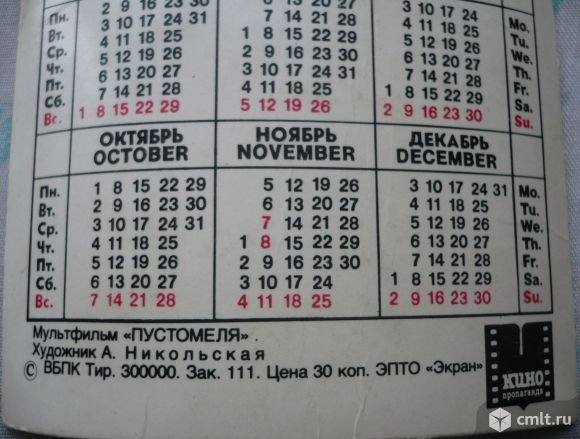 Пн. 2 9 16 23 30 6 13 20 27 3 10 17 24 Mo.
Вт. 3 10 17 24 31 7 14 21 28 4 11 18 25 Tu.
Ср. 4 11 18 25 1 8 15 22 29 5 12 19 26 We.
Чт. 5 12 19 26 2 9 16 23 30 6 13 20 27 Th.
Пт. 6 13 20 27 3 10 17 24 31 7 14 21 28 Fr.
Сб. 7 14 21 28 4 11 18 25 1 8 15 22 29 Sa.
Вс. 1 8 15 22 29 5 12 19 26 2 9 16 23 30 Su.
ОКТЯБРЬ НОЯБРЬ ДЕКАБРЬ
OCTOBER NOVEMBER DECEMBER
Пн. 1 8 15 22 29 5 12 19 26 3 10 17 24 31 Mo.
Вт. 2 9 16 23 30 6 13 20 27 4 11 18 25 Tu.
Ср. 3 10 17 24 31 7 14 21 28 5 12 19 26 We.
Чт. 4 11 18 25 1 8 15 22 29 6 13 20 27 Th.
Пт. 5 12 19 26 2 9 16 23 30 7 14 21 28 Fr.
Сб. 6 13 20 27 3 10 17 24 1 8 15 22 29 Sa.
Вс. 7 14 21 28 4 11 18 25 2 9 16 23 30 Su.
Мультфильм «ПУСТОМЕЛЯ».
Художник А. Никольская
© ВБПК Тир. 300000. Зак. 111. Цена 30 коп. ЭПТО «Экран»
КИНО
пропаганда
cmlt.ru